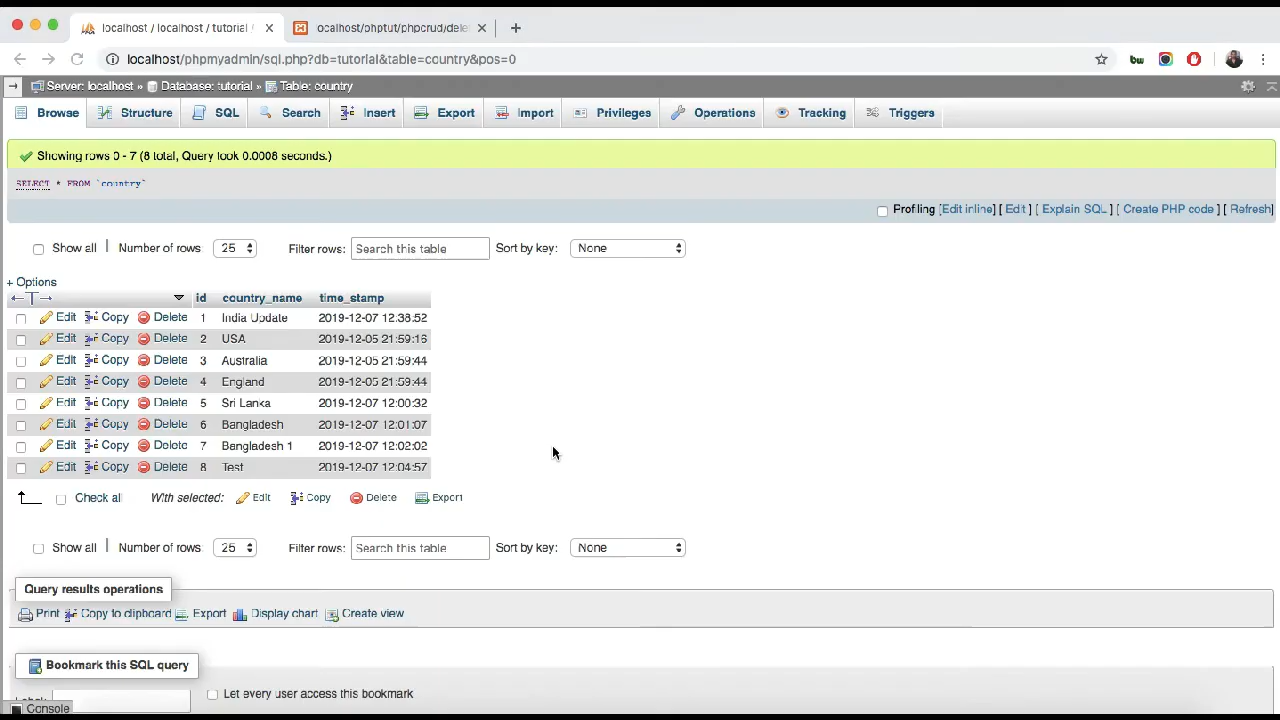 localhost / localhost / tutorial /
ocalhost/phptut/phpcrud/dele
localhost/phpmyadmin/sql.php?db=tutorial&table=country&pos=0
Server: localhost » Database: tutorial » Table: country
Browse Structure SQL Search Insert Export Import Privileges Operations Tracking Triggers
Showing rows 0 - 7 (8 total, Query took 0.0008 seconds.)
SELECT * FROM `country`
Profiling [Edit inline] [ Edit ] [ Explain SQL ] [ Create PHP code ] [ Refresh]
Show all | Number of rows: 25 Filter rows: Search this table Sort by key: None
+ Options
←T→ id country_name time_stamp
Edit Copy Delete 1 India Update 2019-12-07 12:38:52
Edit Copy Delete 2 USA 2019-12-05 21:59:16
Edit Copy Delete 3 Australia 2019-12-05 21:59:44
Edit Copy Delete 4 England 2019-12-05 21:59:44
Edit Copy Delete 5 Sri Lanka 2019-12-07 12:00:32
Edit Copy Delete 6 Bangladesh 2019-12-07 12:01:07
Edit Copy Delete 7 Bangladesh 1 2019-12-07 12:02:02
Edit Copy Delete 8 Test 2019-12-07 12:04:57
Check all With selected: Edit Copy Delete Export
Show all | Number of rows: 25 Filter rows: Search this table Sort by key: None
Query results operations
Print Copy to clipboard Export Display chart Create view
Bookmark this SQL query
Let every user access this bookmark
Console